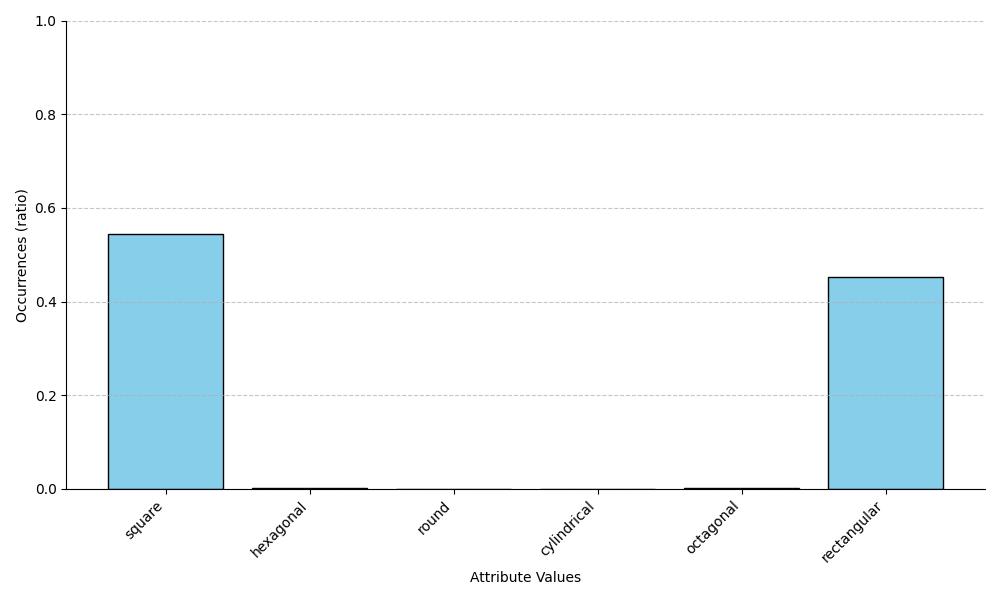 1.0
0.8
0.6
0.4
0.2
0.0
Occurrences (ratio)
square
hexagonal
round
cylindrical
octagonal
rectangular
Attribute Values